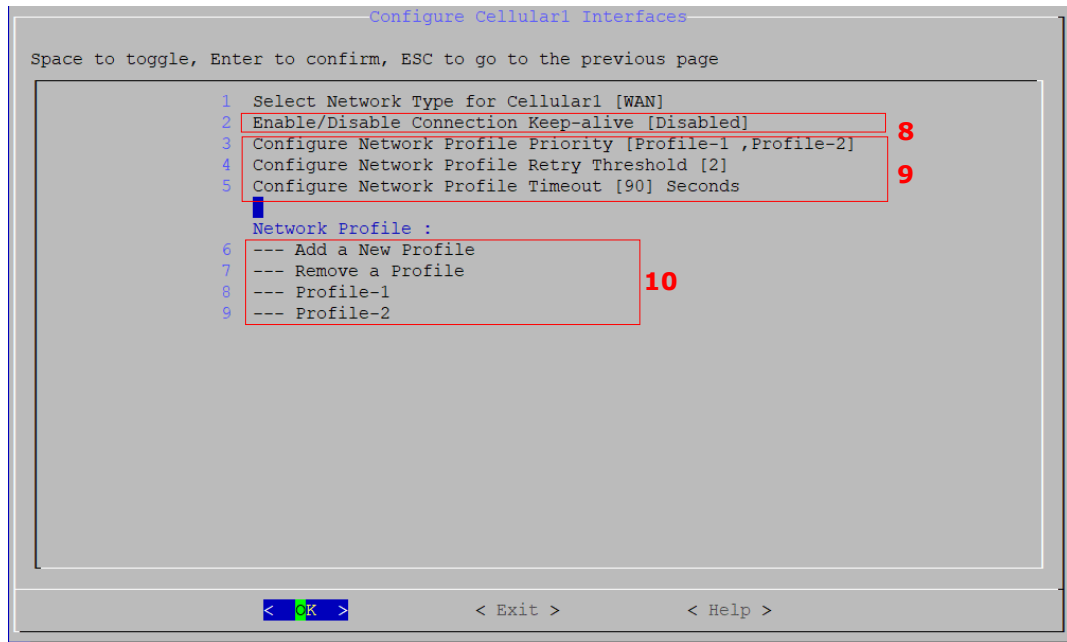 Configure Cellular1 Interfaces
Space to toggle, Enter to confirm, ESC to go to the previous page
1 Select Network Type for Cellular1 [WAN]
2 Enable/Disable Connection Keep-alive [Disabled] 8
3 Configure Network Profile Priority [Profile-1 ,Profile-2]
4 Configure Network Profile Retry Threshold [2] 9
5 Configure Network Profile Timeout [90] Seconds
Network Profile :
6 --- Add a New Profile
7 --- Remove a Profile 10
8 --- Profile-1
9 --- Profile-2
< OK > < Exit > < Help >